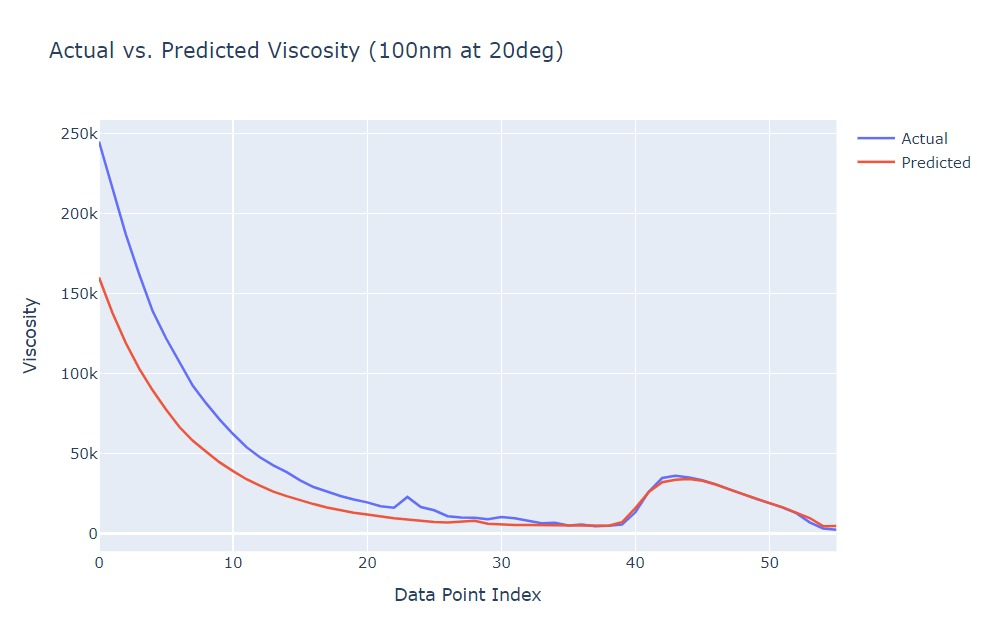 Actual vs. Predicted Viscosity (100nm at 20deg)
Actual
Predicted
250k
200k
150k
100k
50k
0
Viscosity
0 10 20 30 40 50
Data Point Index